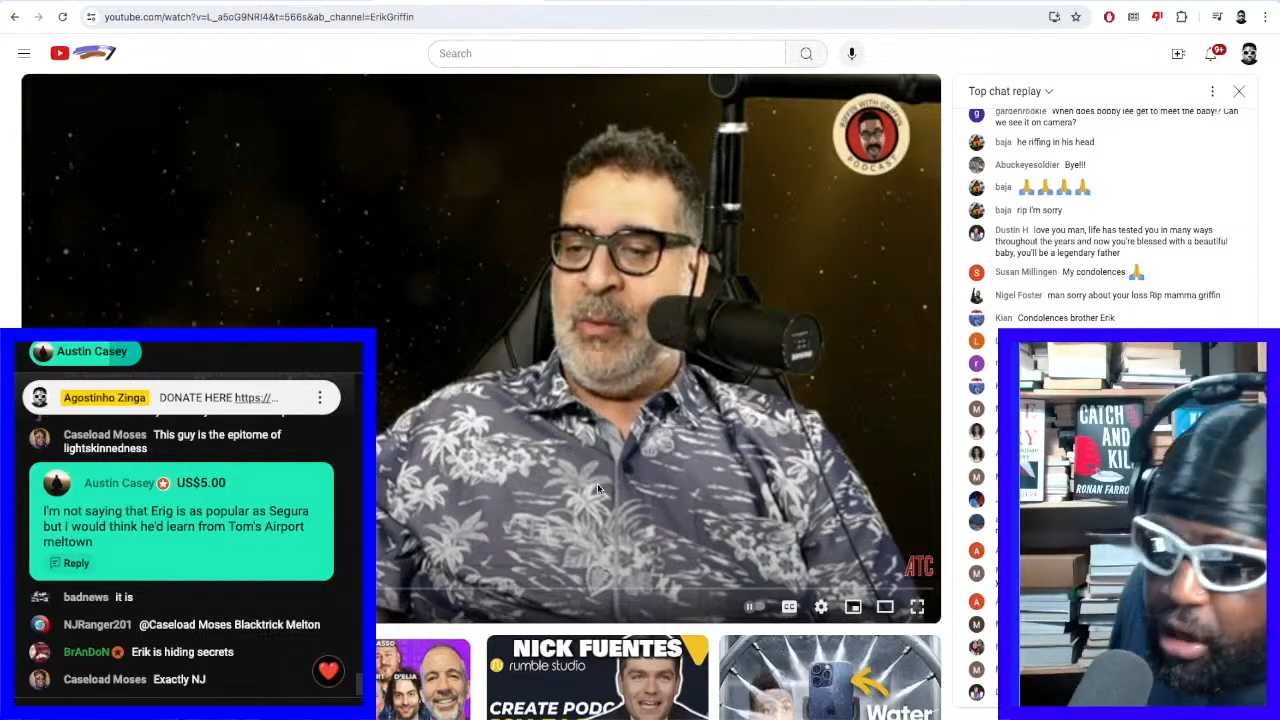 youtube.com/watch?v=L_a5oG9NRI4&t=566s&ab_channel=ErikGriffin
Search
9+
RIFFIN WITH GRIFFIN
PODCAST
ATC
Top chat replay
gardenrookie When does bobby lee get to meet the baby!? Can
we see it on camera?
baja he riffing in his head
Abuckeyesoldier Bye!!!
baja 🙏🙏🙏🙏
baja rip I'm sorry
Dustin H love you man, life has tested you in many ways
throughout the years and now you're blessed with a beautiful
baby, you'll be a legendary father
Susan Millingen My condolences 🙏
Nigel Foster man sorry about your loss Rip mamma griffin
Kian Condolences brother Erik
Austin Casey
Agostinho Zinga DONATE HERE https://...
Caseload Moses This guy is the epitome of
lightskinnedness
Austin Casey US$5.00
I'm not saying that Erig is as popular as Segura
but I would think he'd learn from Tom's Airport
meltown
Reply
badnews it is
NJRanger201 @Caseload Moses Blacktrick Melton
BrAnDoN Erik is hiding secrets
Caseload Moses Exactly NJ
CATCH
AND
KILL
RONAN FARRO
NICK FUENTES
rumble studio
CREATE PODC
Water